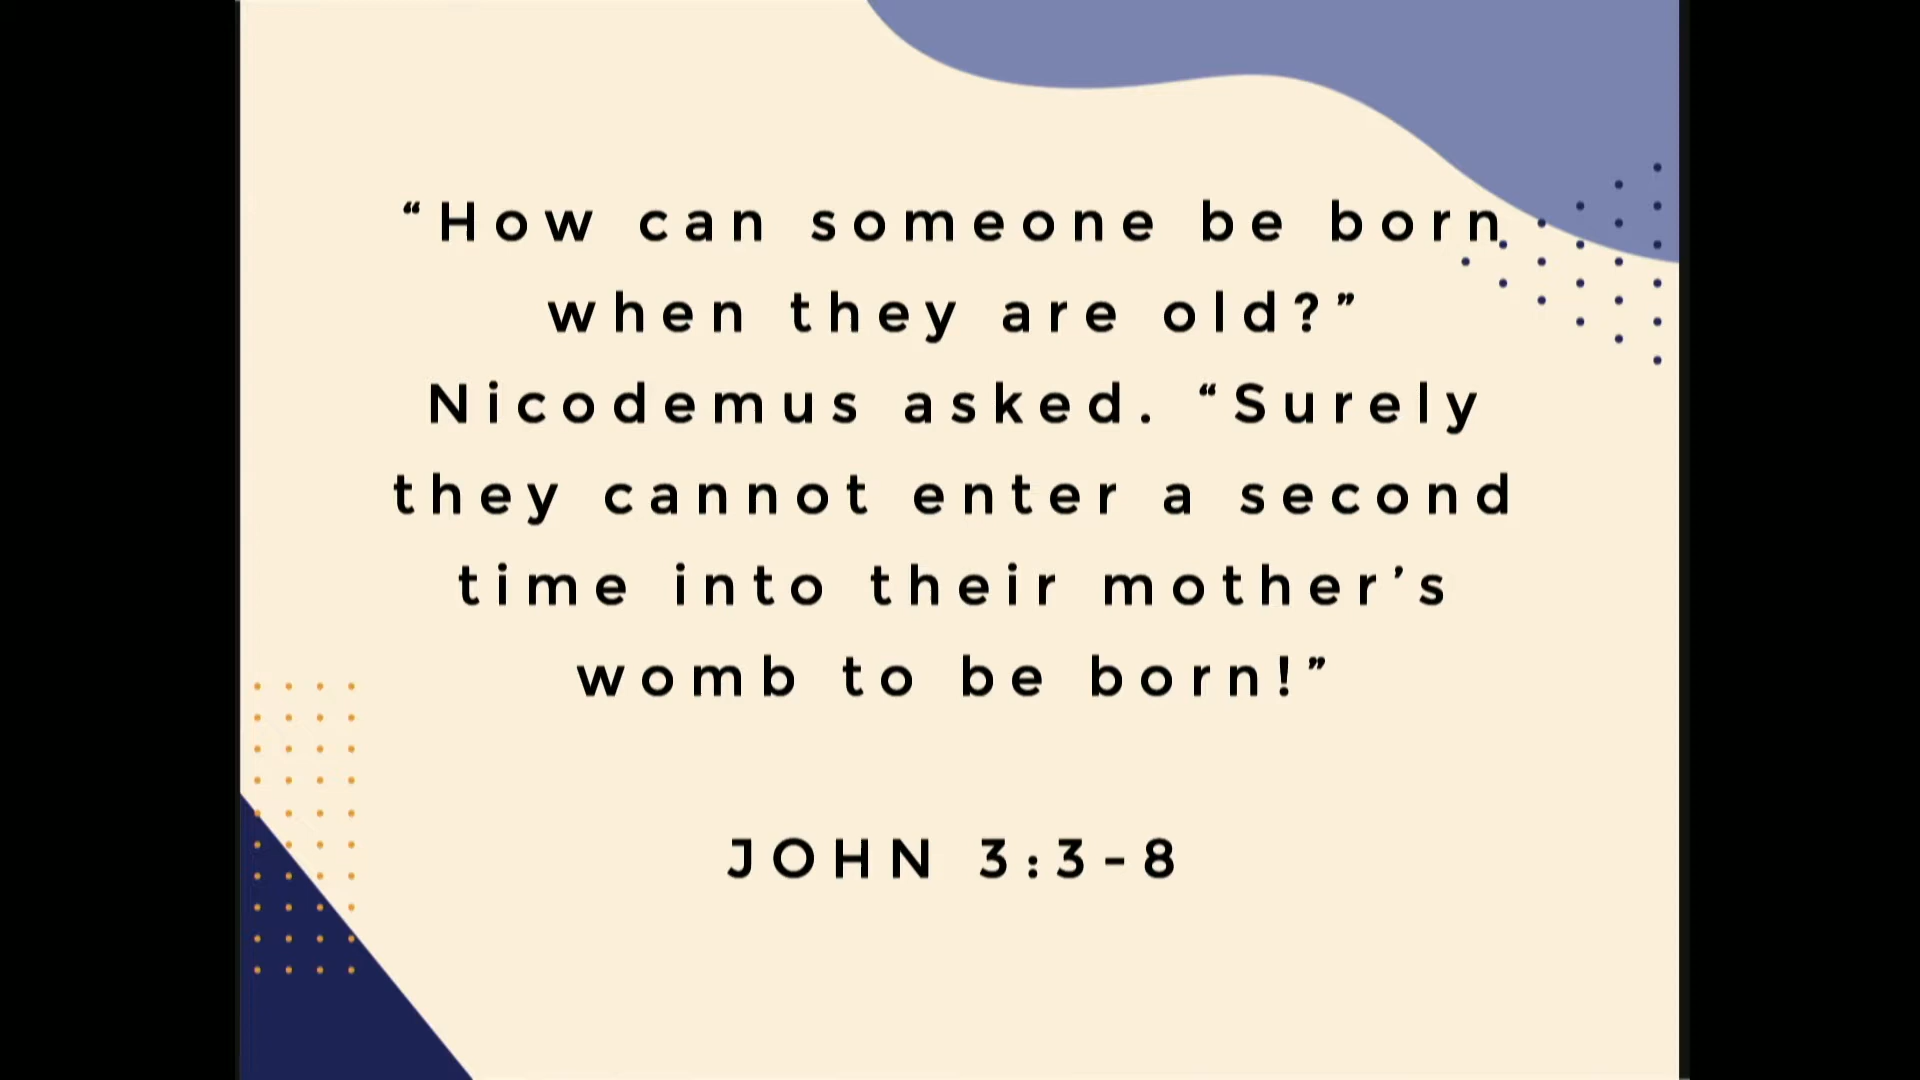 “How can someone be born
when they are old?”
Nicodemus asked. “Surely
they cannot enter a second
time into their mother’s
womb to be born!”
JOHN 3:3-8